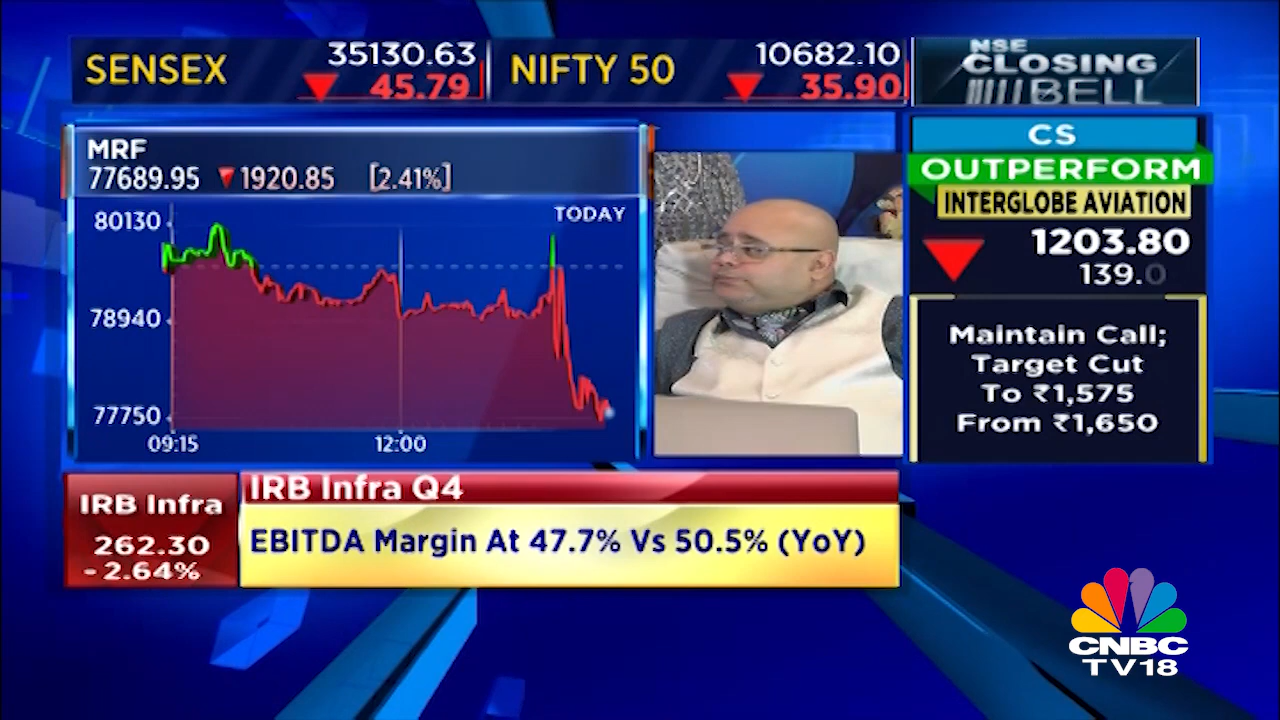 SENSEX
35130.63
45.79
NIFTY 50
10682.10
35.90
NSE
CLOSING
BELL
MRF
77689.95 1920.85 [2.41%]
TODAY
80130
78940
77750
09:15
12:00
CS
OUTPERFORM
INTERGLOBE AVIATION
1203.80
139.0
Maintain Call;
Target Cut
To ₹1,575
From ₹1,650
IRB Infra
262.30
- 2.64%
IRB Infra Q4
EBITDA Margin At 47.7% Vs 50.5% (YoY)
CNBC
TV18